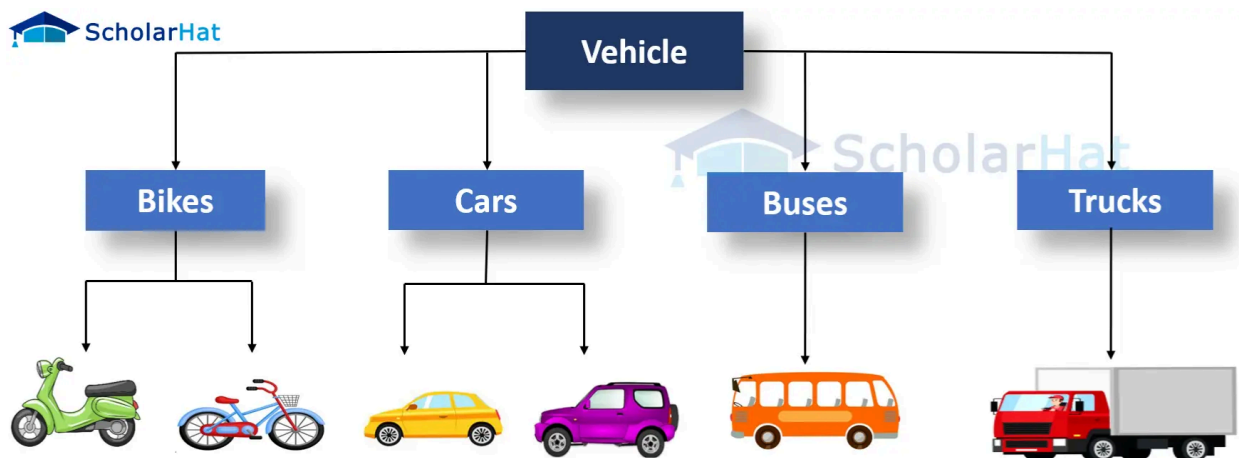 ScholarHat
Vehicle
ScholarHat
Bikes
Cars
Buses
Trucks